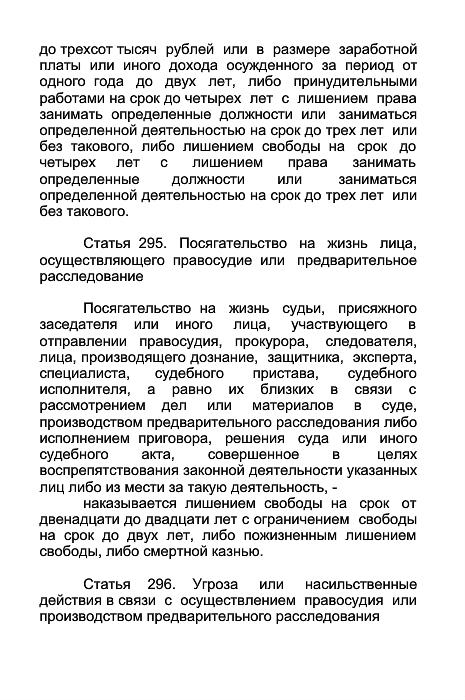 до трехсот тысяч рублей или в размере заработной
платы или иного дохода осужденного за период от
одного года до двух лет, либо принудительными
работами на срок до четырех лет с лишением права
занимать определенные должности или заниматься
определенной деятельностью на срок до трех лет или
без такового, либо лишением свободы на срок до
четырех лет с лишением права занимать
определенные должности или заниматься
определенной деятельностью на срок до трех лет или
без такового.
Статья 295. Посягательство на жизнь лица,
осуществляющего правосудие или предварительное
расследование
Посягательство на жизнь судьи, присяжного
заседателя или иного лица, участвующего в
отправлении правосудия, прокурора, следователя,
лица, производящего дознание, защитника, эксперта,
специалиста, судебного пристава, судебного
исполнителя, а равно их близких в связи с
рассмотрением дел или материалов в суде,
производством предварительного расследования либо
исполнением приговора, решения суда или иного
судебного акта, совершенное в целях
воспрепятствования законной деятельности указанных
лиц либо из мести за такую деятельность, -
наказывается лишением свободы на срок от
двенадцати до двадцати лет с ограничением свободы
на срок до двух лет, либо пожизненным лишением
свободы, либо смертной казнью.
Статья 296. Угроза или насильственные
действия в связи с осуществлением правосудия или
производством предварительного расследования